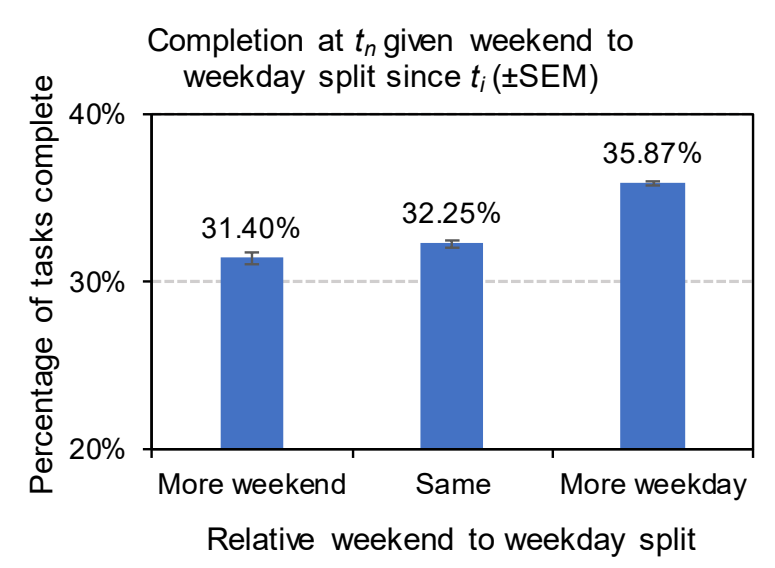 Completion at tn given weekend to
weekday split since ti (±SEM)
Percentage of tasks complete
40%
30%
20%
31.40%
32.25%
35.87%
More weekend
Same
More weekday
Relative weekend to weekday split